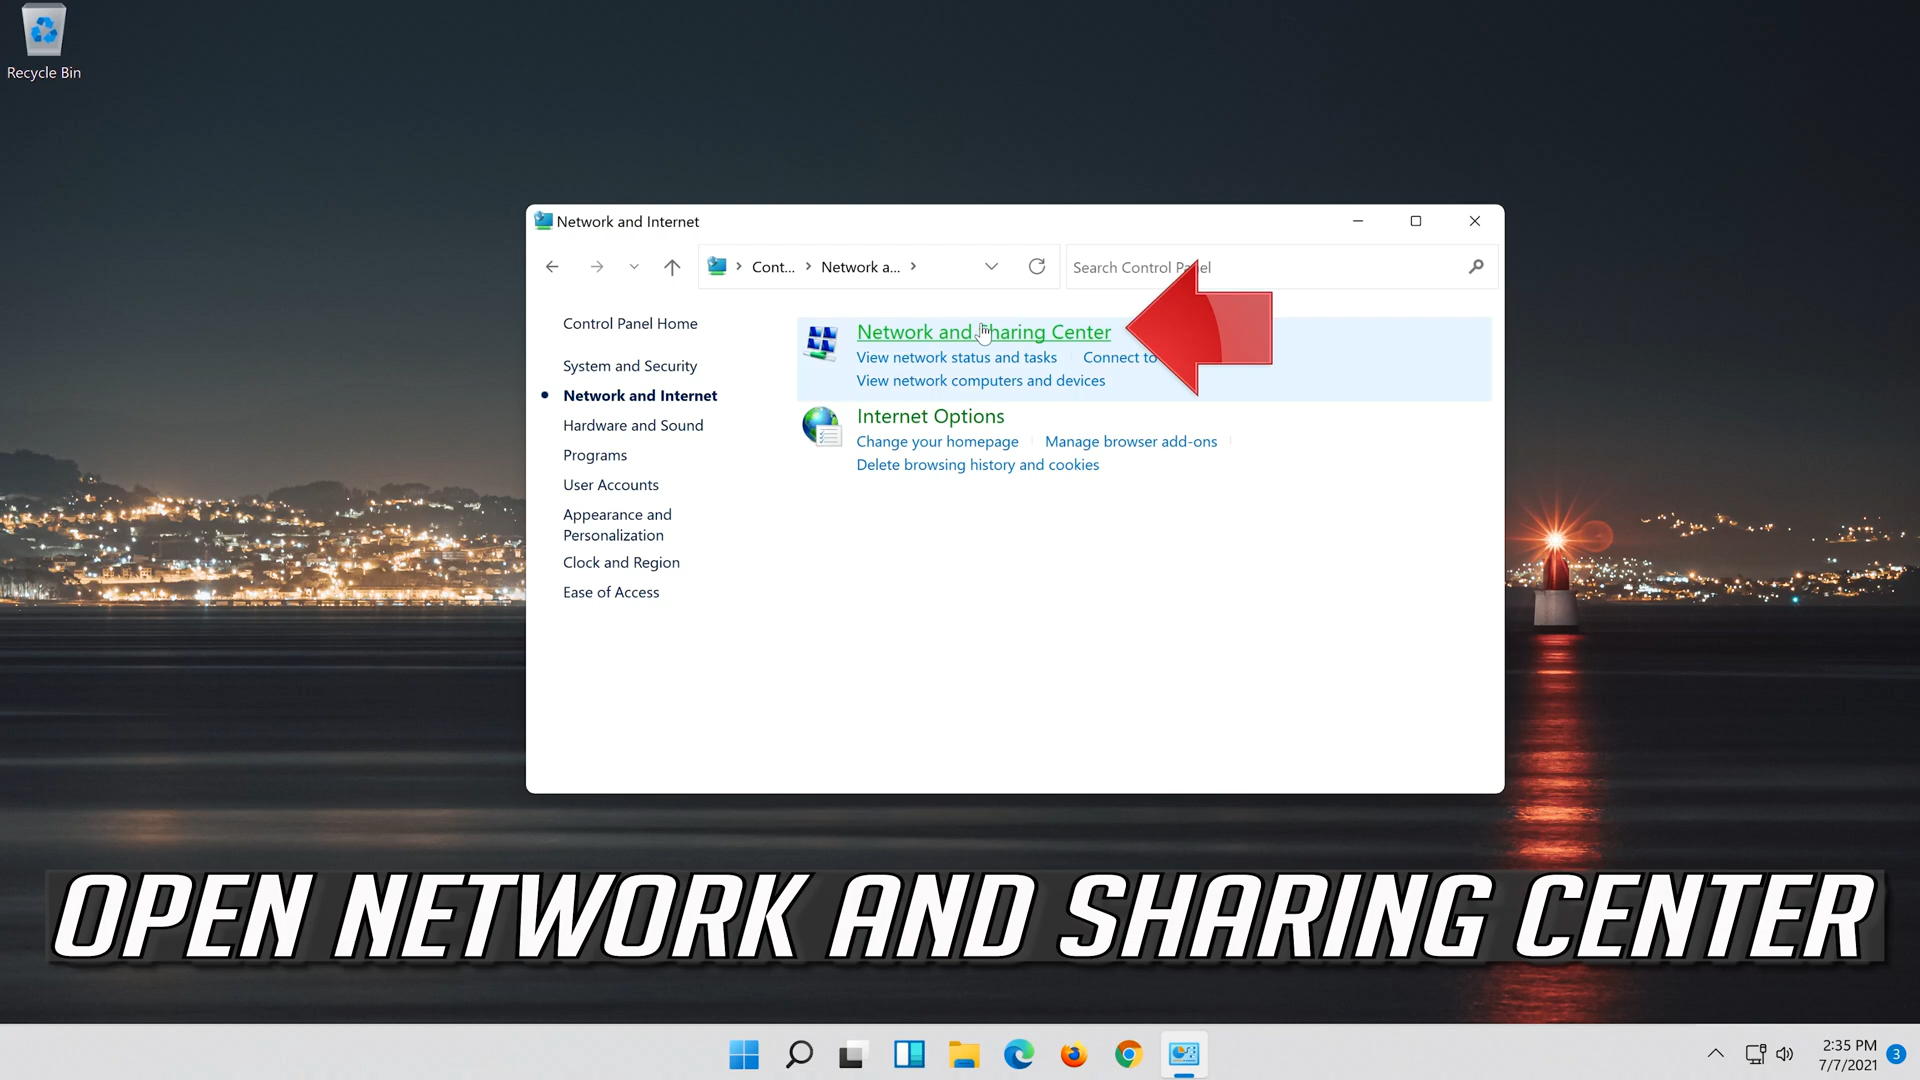 Recycle Bin
Network and Internet
Cont...
Network a...
Search Control
Control Panel Home
System and Security
Network and Internet
Hardware and Sound
Programs
User Accounts
Appearance and
Personalization
Clock and Region
Ease of Access
Network and Sharing Center
View network status and tasks
Connect to
View network computers and devices
Internet Options
Change your homepage
Manage browser add-ons
Delete browsing history and cookies
OPEN NETWORK AND SHARING CENTER
2:35 PM
7/7/2021
3